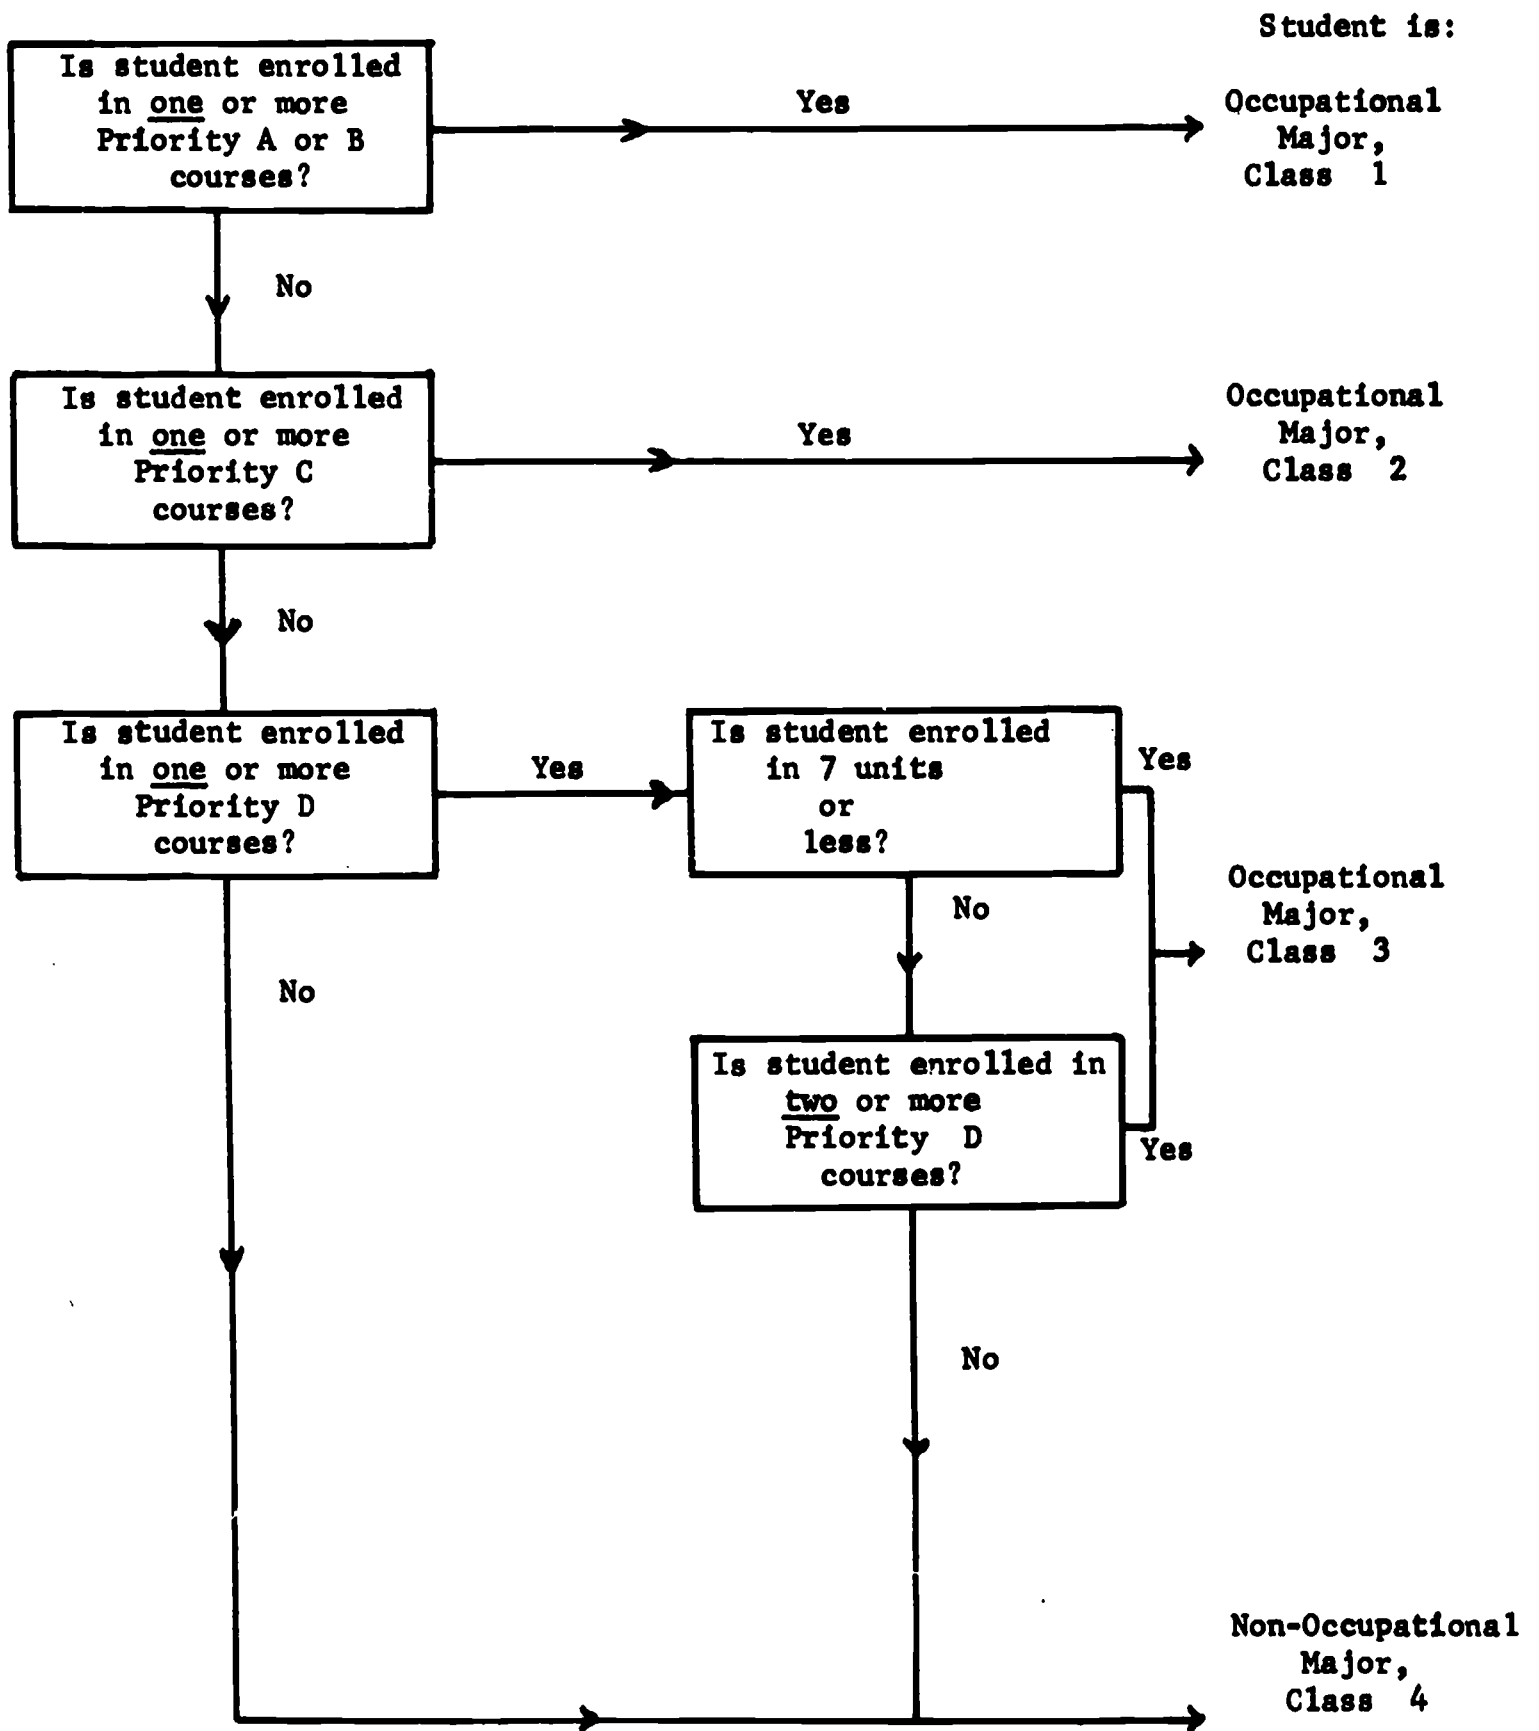 Student is:
Is student enrolled
in one or more
Priority A or B
courses?
Yes
Occupational
Major,
Class 1
No
Is student enrolled
in one or more
Priority C
courses?
Yes
Occupational
Major,
Class 2
No
Is student enrolled
in one or more
Priority D
courses?
Yes
Is student enrolled
in 7 units
or
less?
Yes
Occupational
Major,
Class 3
No
No
Is student enrolled in
two or more
Priority D
courses?
Yes
No
Non-Occupational
Major,
Class 4